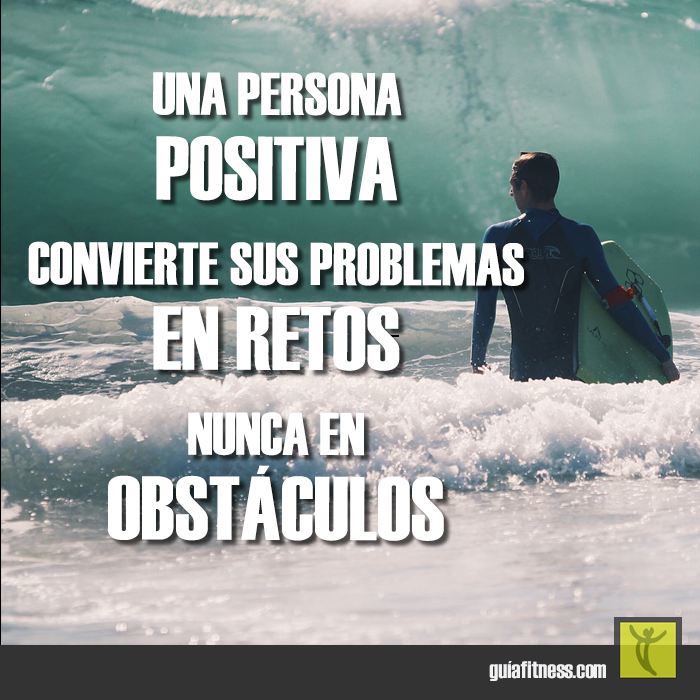 UNA PERSONA
POSITIVA
CONVIERTE SUS PROBLEMAS
EN RETOS
NUNCA EN
OBSTÁCULOS
guíafitness.com